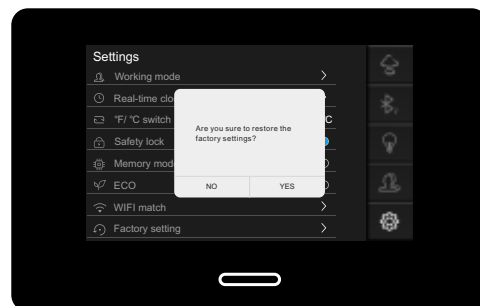 Settings
Working mode
Real-time clo
°F/ °C switch C
Safety lock
Memory mod
ECO
WIFI match
Factory setting
Are you sure to restore the
factory settings?
NO YES